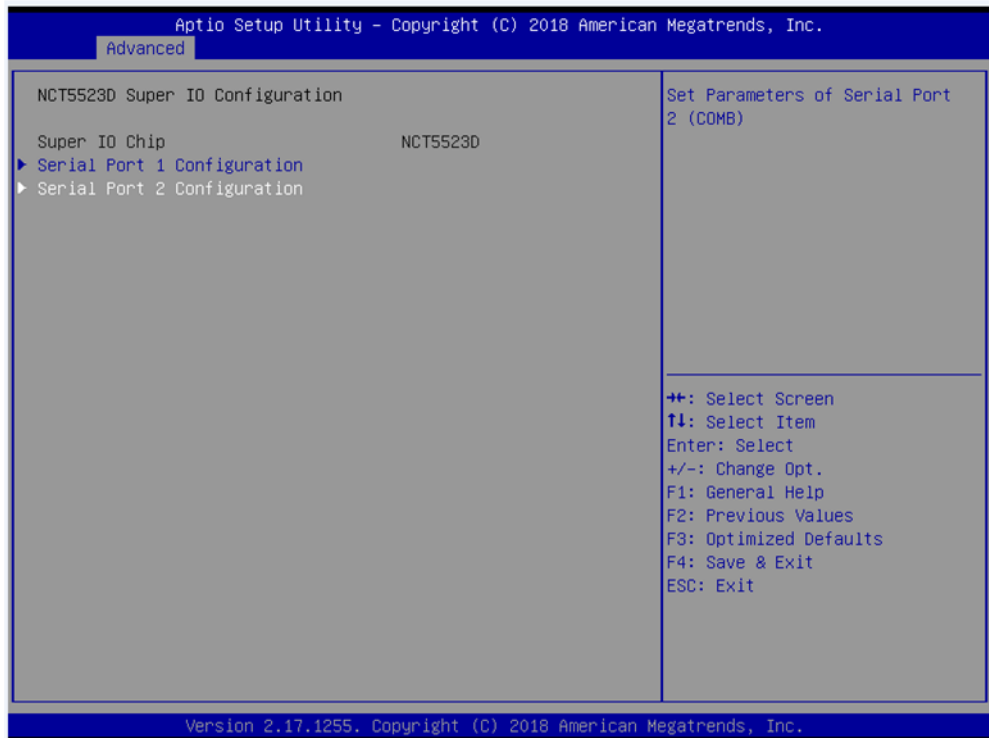 Aptio Setup Utility – Copyright (C) 2018 American Megatrends, Inc.
Advanced
NCT5523D Super IO Configuration
Super IO Chip NCT5523D
▶ Serial Port 1 Configuration
▶ Serial Port 2 Configuration
Set Parameters of Serial Port
2 (COMB)
→←: Select Screen
↑↓: Select Item
Enter: Select
+/-: Change Opt.
F1: General Help
F2: Previous Values
F3: Optimized Defaults
F4: Save & Exit
ESC: Exit
Version 2.17.1255. Copyright (C) 2018 American Megatrends, Inc.